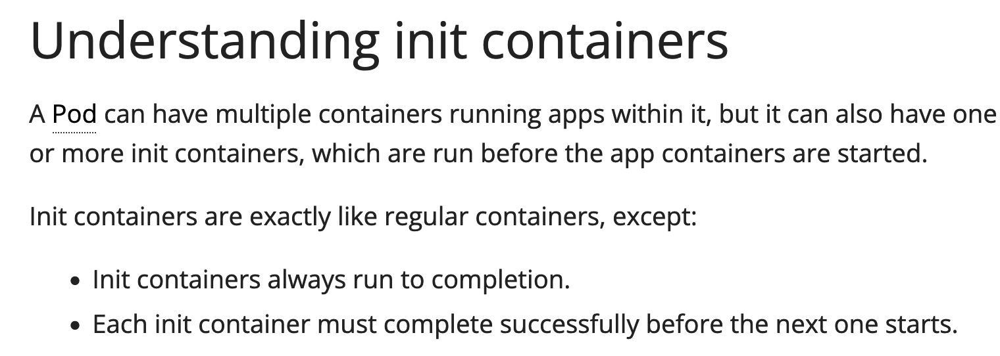 Understanding init containers
A Pod can have multiple containers running apps within it, but it can also have one
or more init containers, which are run before the app containers are started.
Init containers are exactly like regular containers, except:
• Init containers always run to completion.
• Each init container must complete successfully before the next one starts.